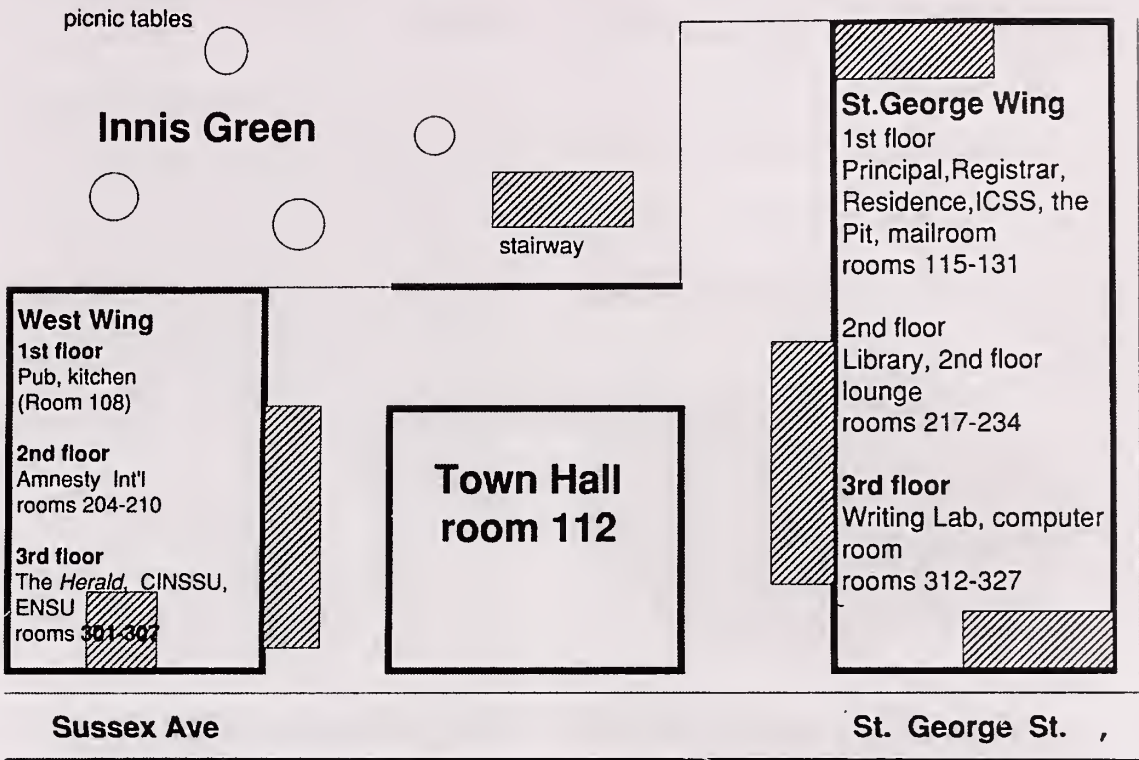 picnic tables
Innis Green
stairway
West Wing
1st floor
Pub, kitchen
(Room 108)
2nd floor
Amnesty Int'l
rooms 204-210
3rd floor
The Herald, CINSSU,
ENSU
rooms 301-307
Town Hall
room 112
St.George Wing
1st floor
Principal,Registrar,
Residence,ICSS, the
Pit, mailroom
rooms 115-131
2nd floor
Library, 2nd floor
lounge
rooms 217-234
3rd floor
Writing Lab, computer
room
rooms 312-327
Sussex Ave
St. George St. ,